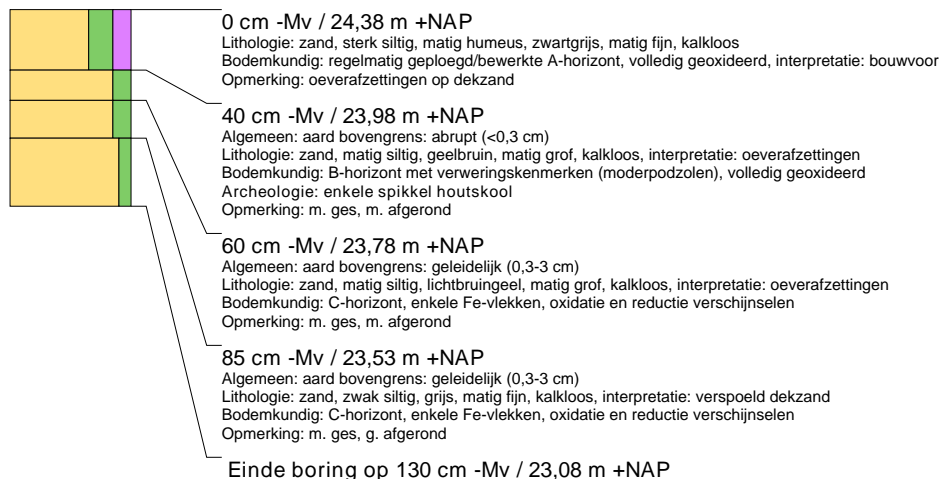 0 cm -Mv / 24,38 m +NAP
Lithologie: zand, sterk siltig, matig humeus, zwartgrijs, matig fijn, kalkloos
Bodemkundig: regelmatig geploegd/bewerkte A-horizont, volledig geoxideerd, interpretatie: bouwvoor
Opmerking: oeverafzettingen op dekzand
40 cm -Mv / 23,98 m +NAP
Algemeen: aard bovengrens: abrupt (<0,3 cm)
Lithologie: zand, matig siltig, geelbruin, matig grof, kalkloos, interpretatie: oeverafzettingen
Bodemkundig: B-horizont met verweringskenmerken (moderpodzolen), volledig geoxideerd
Archeologie: enkele spikkel houtskool
Opmerking: m. ges, m. afgerond
60 cm -Mv / 23,78 m +NAP
Algemeen: aard bovengrens: geleidelijk (0,3-3 cm)
Lithologie: zand, matig siltig, lichtbruingeel, matig grof, kalkloos, interpretatie: oeverafzettingen
Bodemkundig: C-horizont, enkele Fe-vlekken, oxidatie en reductie verschijnselen
Opmerking: m. ges, m. afgerond
85 cm -Mv / 23,53 m +NAP
Algemeen: aard bovengrens: geleidelijk (0,3-3 cm)
Lithologie: zand, zwak siltig, grijs, matig fijn, kalkloos, interpretatie: verspoeld dekzand
Bodemkundig: C-horizont, enkele Fe-vlekken, oxidatie en reductie verschijnselen
Opmerking: m. ges, g. afgerond
Einde boring op 130 cm -Mv / 23,08 m +NAP